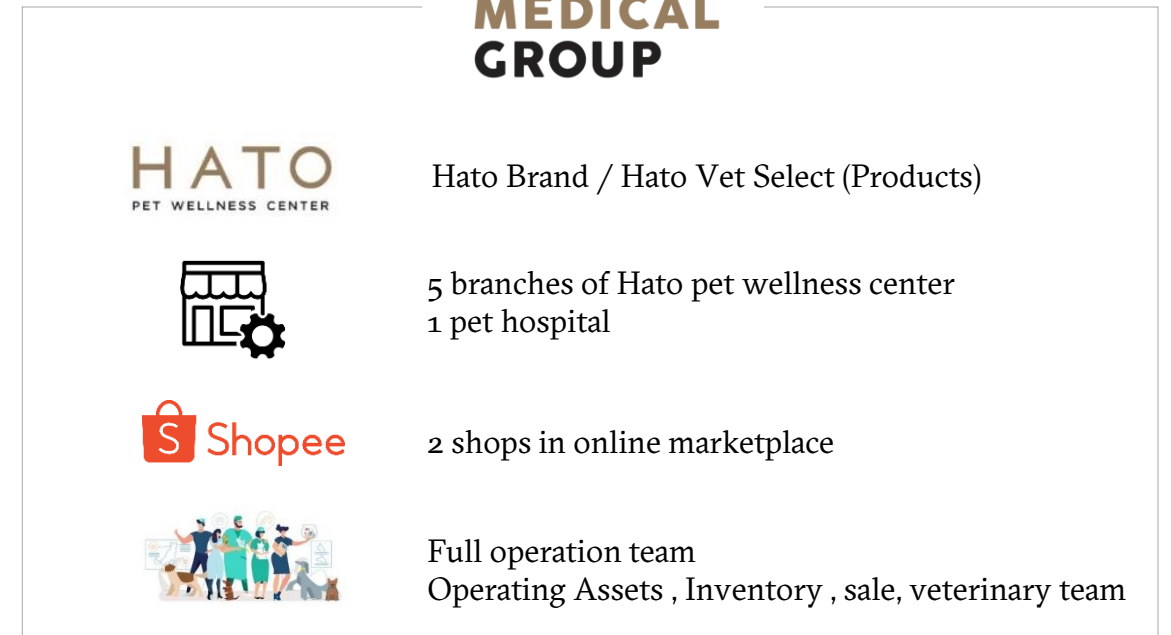 MEDICAL
GROUP
HATO
PET WELLNESS CENTER
Hato Brand / Hato Vet Select (Products)
5 branches of Hato pet wellness center
1 pet hospital
S Shopee
2 shops in online marketplace
Full operation team
Operating Assets , Inventory , sale, veterinary team